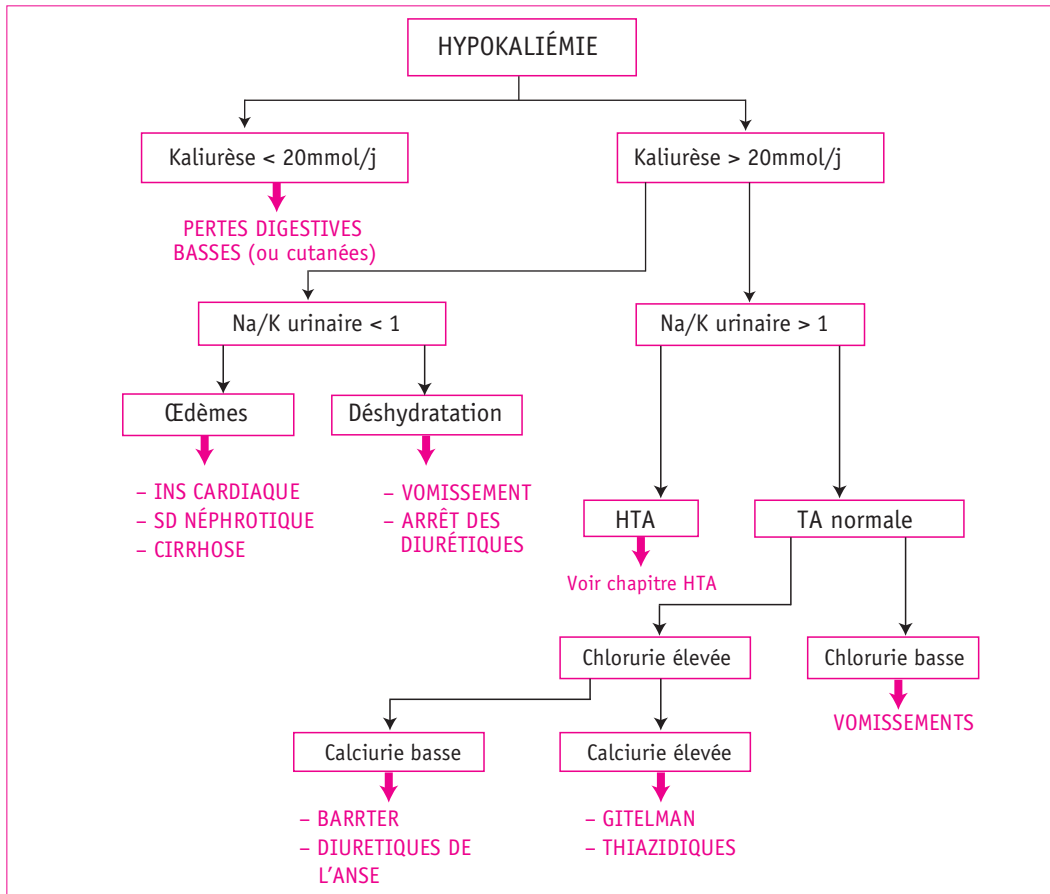 HYPOKALIÉMIE
Kaliurèse < 20mmol/j
Kaliurèse > 20mmol/j
PERTES DIGESTIVES
BASSES (ou cutanées)
Na/K urinaire < 1
Na/K urinaire > 1
Œdèmes
Déshydratation
– INS CARDIAQUE
– SD NÉPHROTIQUE
– CIRRHOSE
– VOMISSEMENT
– ARRÊT DES
DIURÉTIQUES
HTA
TA normale
Voir chapitre HTA
Chlorurie élevée
Chlorurie basse
VOMISSEMENTS
Calciurie basse
Calciurie élevée
– BARRTER
– DIURETIQUES DE
L'ANSE
– GITELMAN
– THIAZIDIQUES